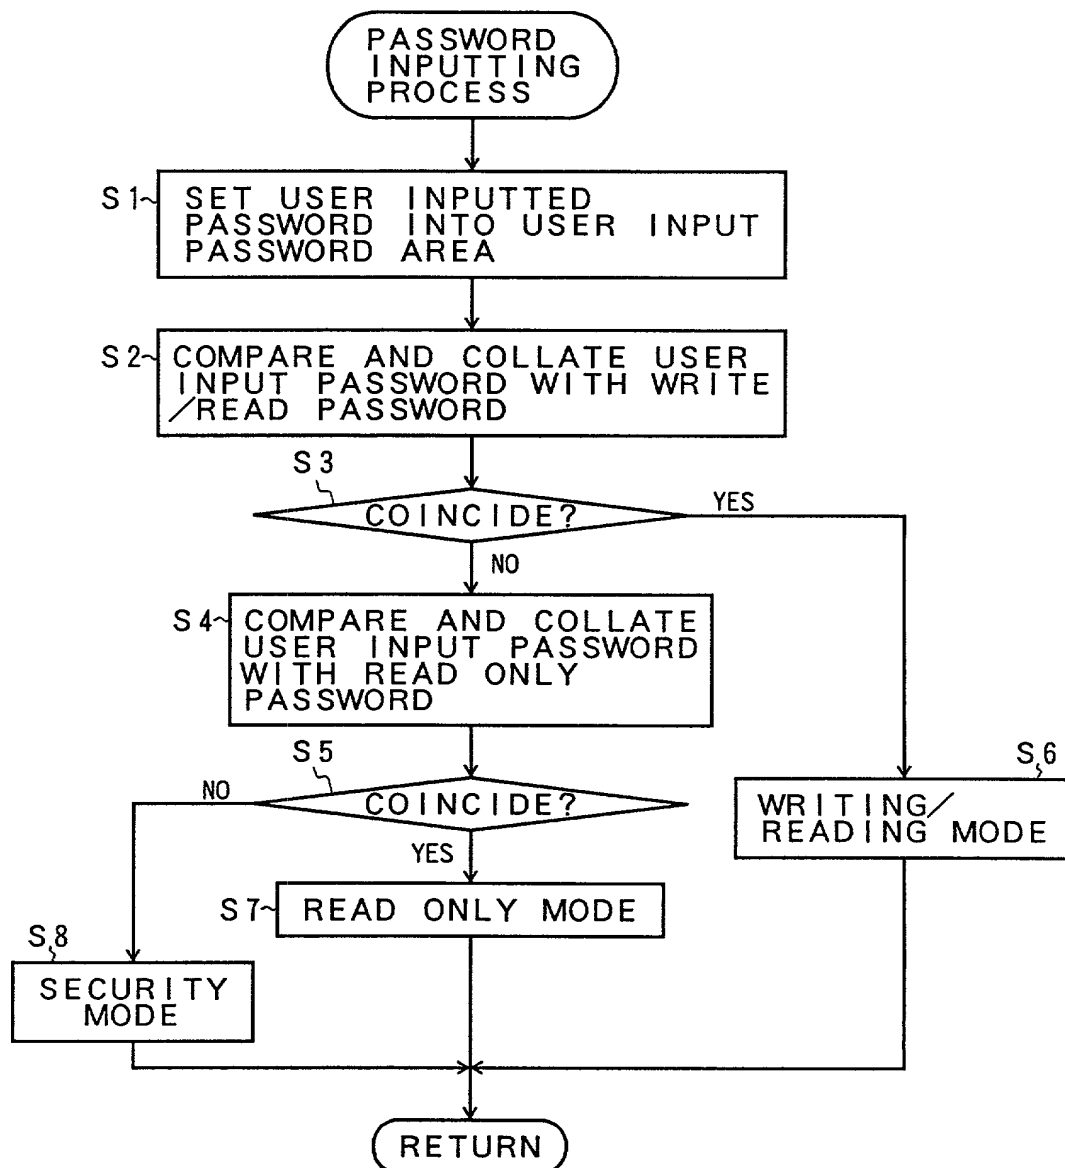 PASSWORD
INPUTTING
PROCESS
S1
SET USER INPUTTED
PASSWORD INTO USER INPUT
PASSWORD AREA
S2
COMPARE AND COLLATE USER
INPUT PASSWORD WITH WRITE
/READ PASSWORD
S3
COINCIDE?
YES
NO
S4
COMPARE AND COLLATE
USER INPUT PASSWORD
WITH READ ONLY
PASSWORD
S5
COINCIDE?
NO
YES
S6
WRITING/
READING MODE
S7
READ ONLY MODE
S8
SECURITY
MODE
RETURN